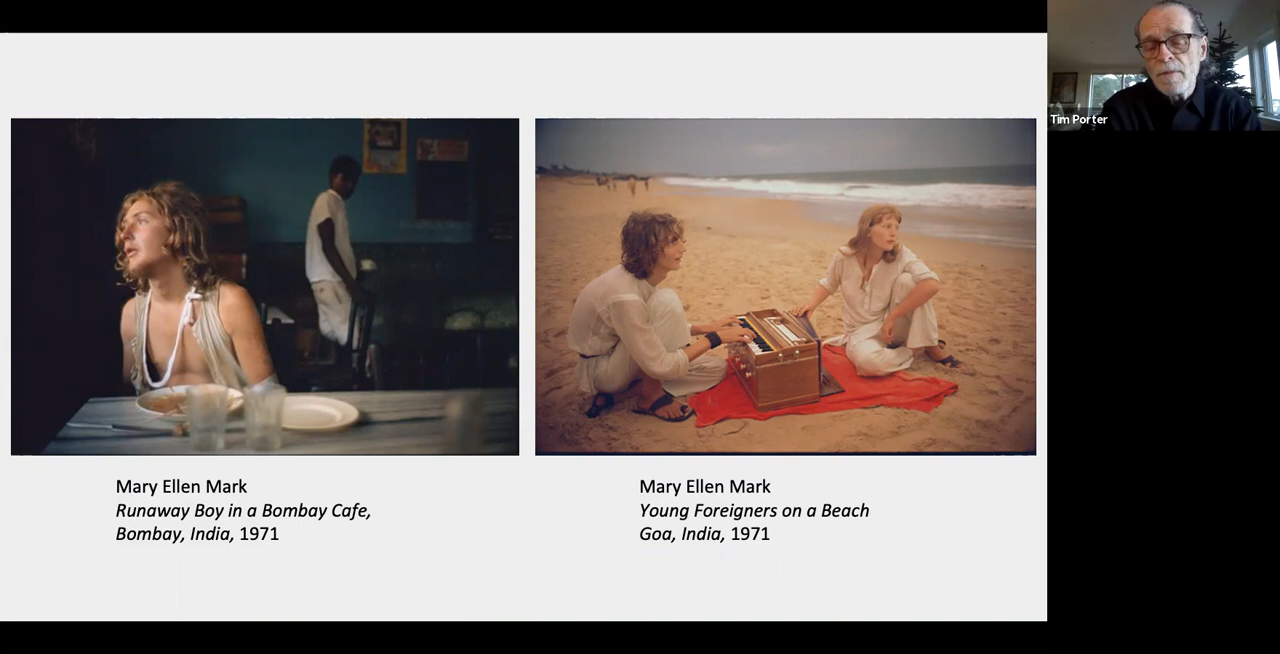 Tim Porter
Mary Ellen Mark
Runaway Boy in a Bombay Cafe,
Bombay, India, 1971
Mary Ellen Mark
Young Foreigners on a Beach
Goa, India, 1971